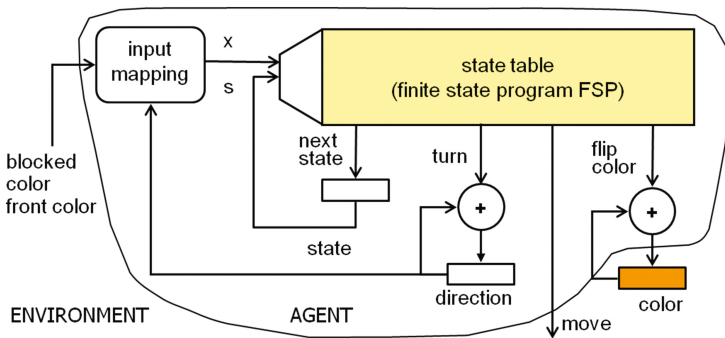 input
mapping
x
s
state table
(finite state program FSP)
blocked
color
front color
next
state
turn
flip
color
+
+
state
direction
color
ENVIRONMENT
AGENT
move